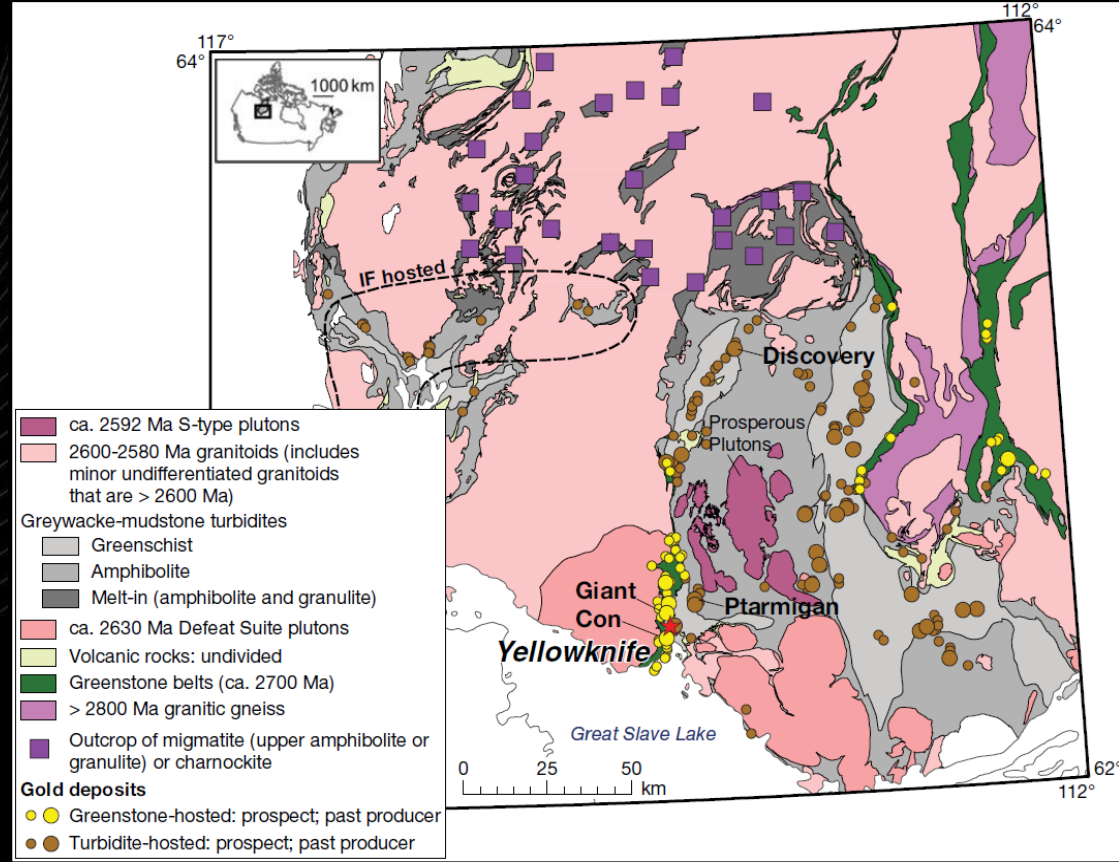 117°
64°
112°
64°
1000 km
IF hosted
Discovery
Prosperous
Plutons
Giant
Con
Ptarmigan
Yellowknife
Great Slave Lake
0 25 50
km
62°
112°
ca. 2592 Ma S-type plutons
2600-2580 Ma granitoids (includes
minor undifferentiated granitoids
that are > 2600 Ma)
Greywacke-mudstone turbidites
Greenschist
Amphibolite
Melt-in (amphibolite and granulite)
ca. 2630 Ma Defeat Suite plutons
Volcanic rocks: undivided
Greenstone belts (ca. 2700 Ma)
> 2800 Ma granitic gneiss
Outcrop of migmatite (upper amphibolite or
granulite) or charnockite
Gold deposits
Greenstone-hosted: prospect; past producer
Turbidite-hosted: prospect; past producer